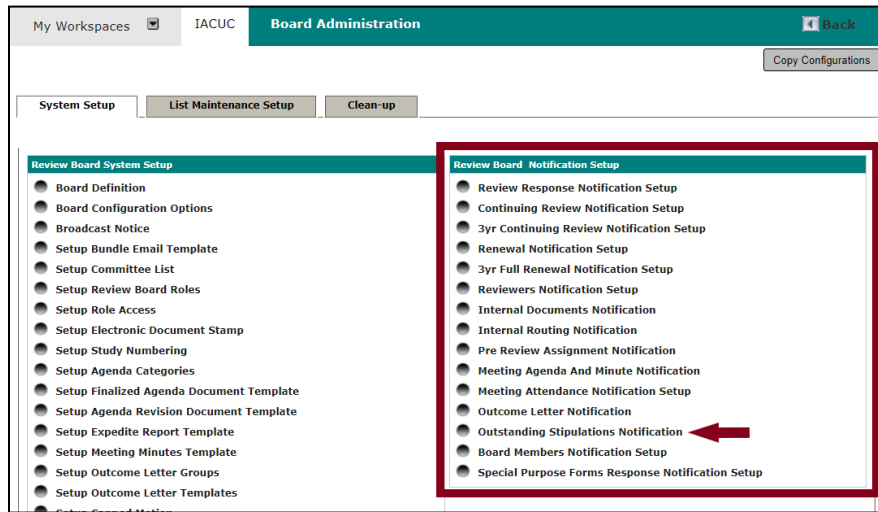 My Workspaces IACUC Board Administration Back
Copy Configurations
System Setup List Maintenance Setup Clean-up
Review Board System Setup
Board Definition
Board Configuration Options
Broadcast Notice
Setup Bundle Email Template
Setup Committee List
Setup Review Board Roles
Setup Role Access
Setup Electronic Document Stamp
Setup Study Numbering
Setup Agenda Categories
Setup Finalized Agenda Document Template
Setup Agenda Revision Document Template
Setup Expedite Report Template
Setup Meeting Minutes Template
Setup Outcome Letter Groups
Setup Outcome Letter Templates
Review Board Notification Setup
Review Response Notification Setup
Continuing Review Notification Setup
3yr Continuing Review Notification Setup
Renewal Notification Setup
3yr Full Renewal Notification Setup
Reviewers Notification Setup
Internal Documents Notification
Internal Routing Notification
Pre Review Assignment Notification
Meeting Agenda And Minute Notification
Meeting Attendance Notification Setup
Outcome Letter Notification
Outstanding Stipulations Notification
Board Members Notification Setup
Special Purpose Forms Response Notification Setup